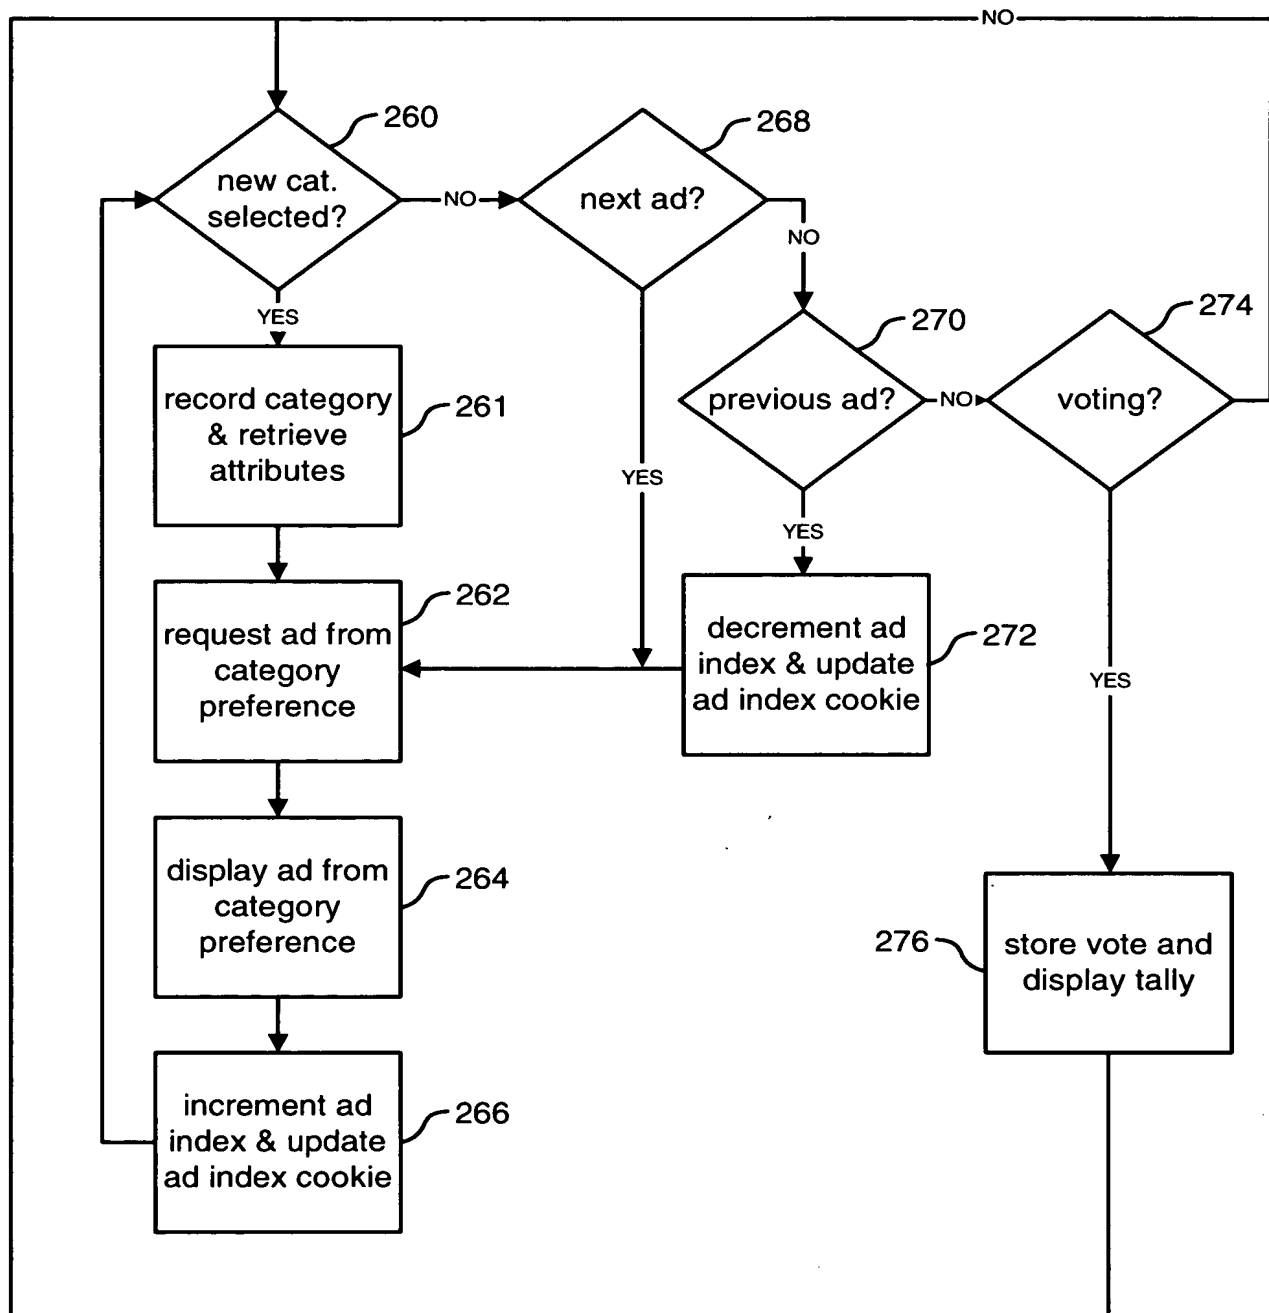 NO
260
new cat.
selected?
NO
268
next ad?
NO
YES
270
previous ad?
NO
274
voting?
record category
& retrieve
attributes
261
YES
YES
262
request ad from
category
preference
decrement ad
index & update
ad index cookie
272
YES
display ad from
category
preference
264
276
store vote and
display tally
increment ad
index & update
ad index cookie
266